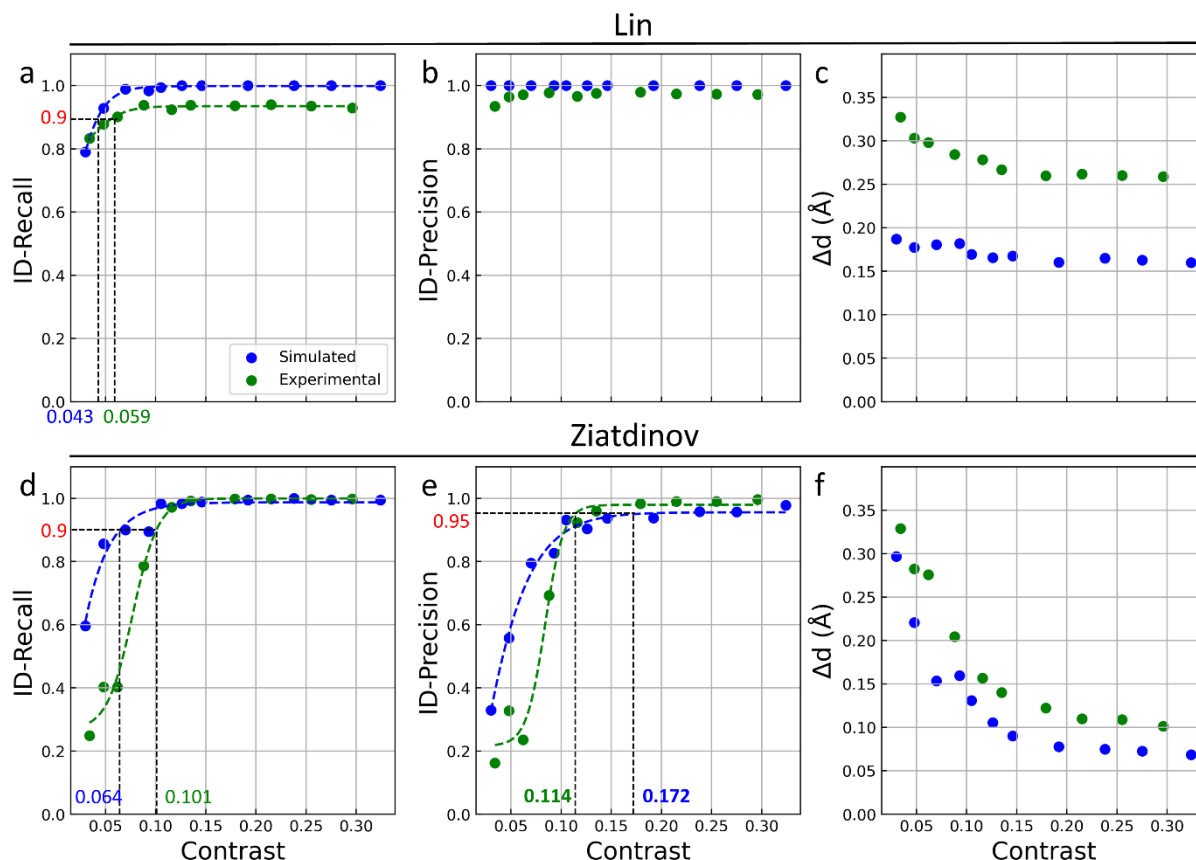 Lin
a
b
c
ID-Recall
1.0
0.9
0.8
0.6
0.4
0.2
0.0
Simulated
Experimental
0.043
0.059
ID-Precision
1.0
0.8
0.6
0.4
0.2
0.0
Δd (Å)
0.35
0.30
0.25
0.20
0.15
0.10
0.05
0.00
Ziatdinov
d
e
f
ID-Recall
1.0
0.9
0.8
0.6
0.4
0.2
0.0
0.064
0.101
0.05 0.10 0.15 0.20 0.25 0.30
Contrast
ID-Precision
1.0
0.95
0.8
0.6
0.4
0.2
0.0
0.114
0.172
0.05 0.10 0.15 0.20 0.25 0.30
Contrast
Δd (Å)
0.35
0.30
0.25
0.20
0.15
0.10
0.05
0.00
0.05 0.10 0.15 0.20 0.25 0.30
Contrast